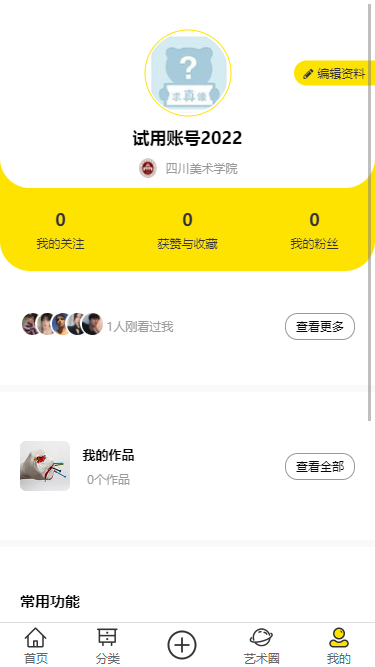 ?
求真像
编辑资料
试用账号2022
四川美术学院
0 0 0
我的关注 获赞与收藏 我的粉丝
1人刚看过我 查看更多
我的作品
0个作品
查看全部
常用功能
首页 分类 艺术圈 我的